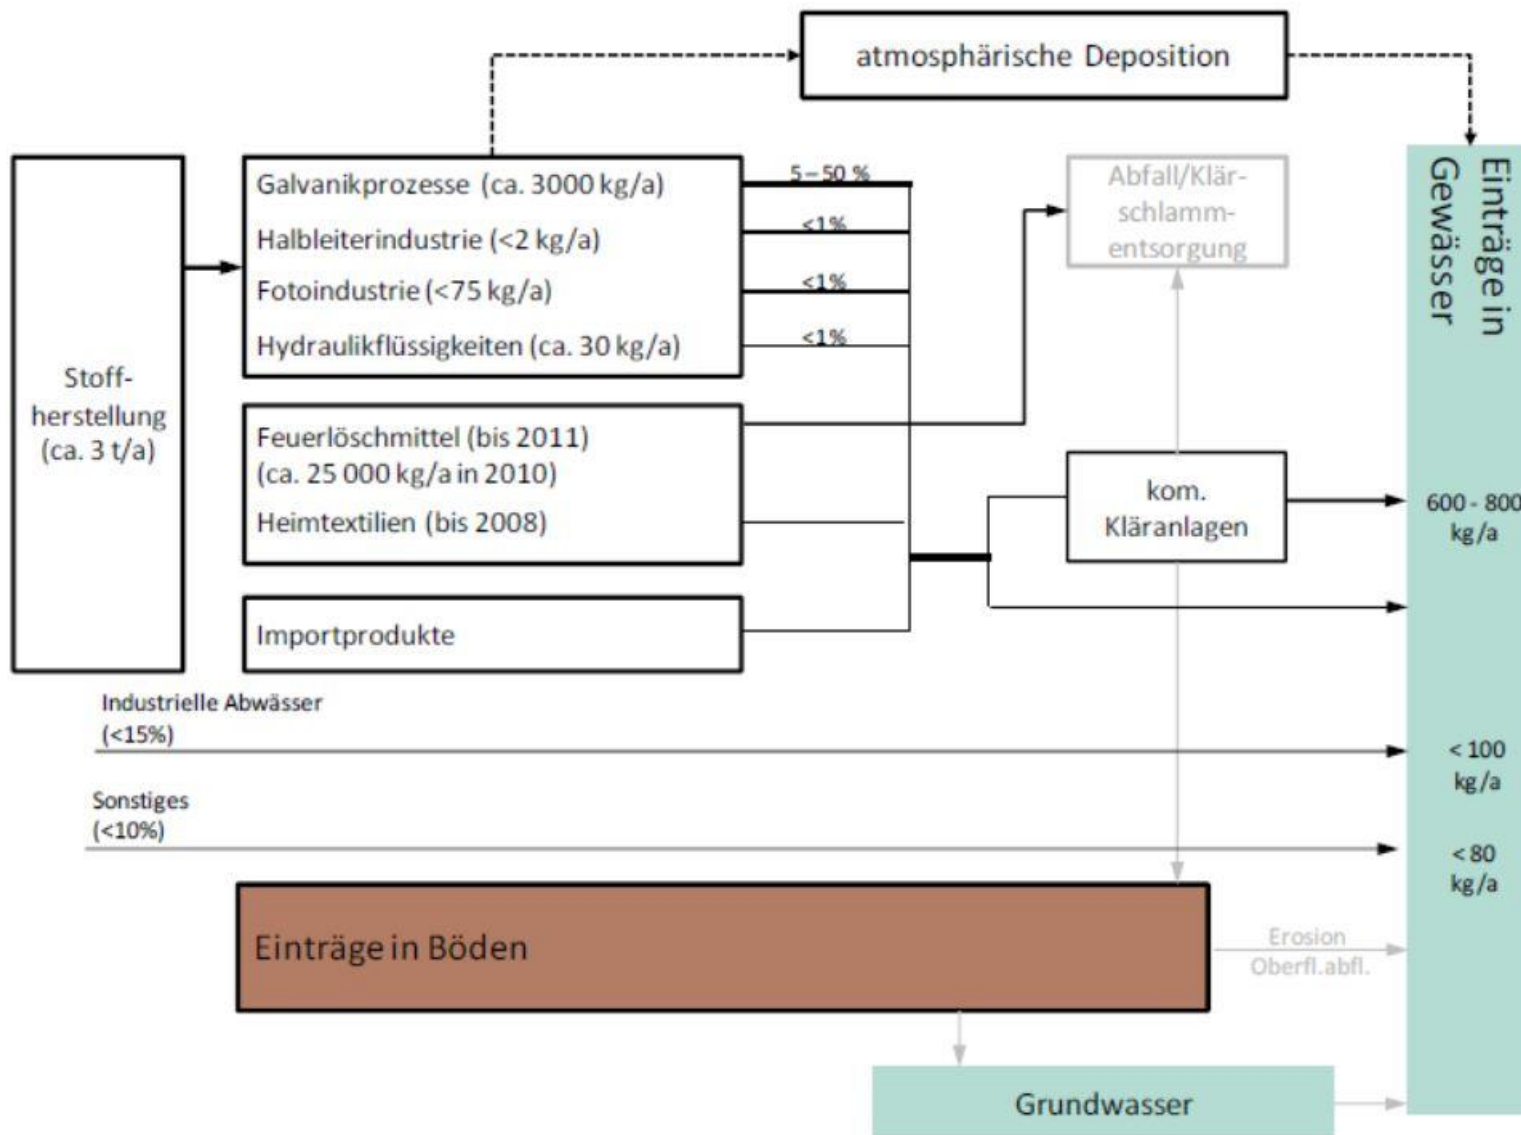 atmosphärische Deposition
Stoff-
herstellung
(ca. 3 t/a)
Galvanikprozesse (ca. 3000 kg/a)
Halbleiterindustrie (<2 kg/a)
Fotoindustrie (<75 kg/a)
Hydraulikflüssigkeiten (ca. 30 kg/a)
5 – 50 %
<1%
<1%
<1%
Abfall/Klär-
schlamm-
entsorgung
Einträge in
Gewässer
Feuerlöschmittel (bis 2011)
(ca. 25 000 kg/a in 2010)
Heimtextilien (bis 2008)
kom.
Kläranlagen
600 - 800
kg/a
Importprodukte
Industrielle Abwässer
(<15%)
< 100
kg/a
Sonstiges
(<10%)
< 80
kg/a
Einträge in Böden
Erosion
Oberfl.abfl.
Grundwasser